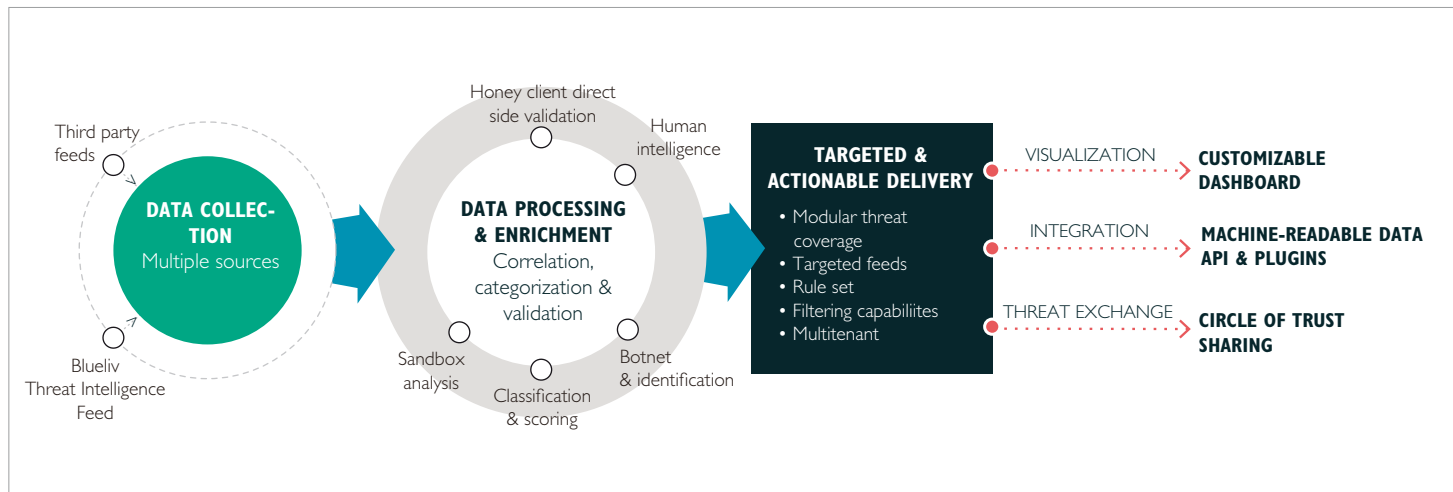 Third party
feeds
DATA COLLEC-
TION
Multiple sources
Blueliv
Threat Intelligence
Feed
Honey client direct
side validation
Human
intelligence
DATA PROCESSING
& ENRICHMENT
Correlation,
categorization &
validation
Sandbox
analysis
Classification
& scoring
Botnet
& identification
TARGETED &
ACTIONABLE DELIVERY
• Modular threat
coverage
• Targeted feeds
• Rule set
• Filtering capabiliites
• Multitenant
VISUALIZATION
CUSTOMIZABLE
DASHBOARD
INTEGRATION
MACHINE-READABLE DATA
API & PLUGINS
THREAT EXCHANGE
CIRCLE OF TRUST
SHARING